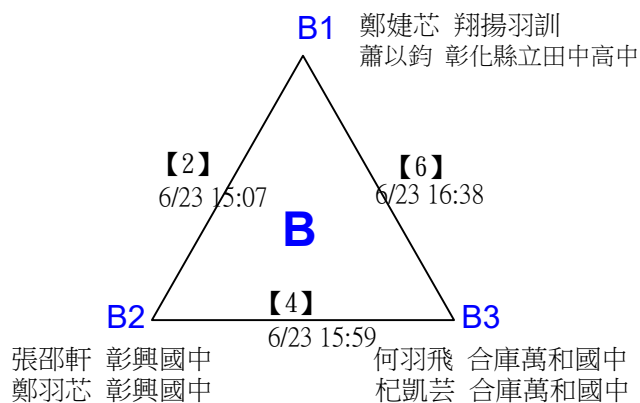 B1
鄭婕芯 翔揚羽訓
蕭以鈞 彰化縣立田中高中
【2】
6/23 15:07
【6】
6/23 16:38
B
【4】
6/23 15:59
B2
B3
張邵軒 彰興國中
鄭羽芯 彰興國中
何羽飛 合庫萬和國中
杞凱芸 合庫萬和國中